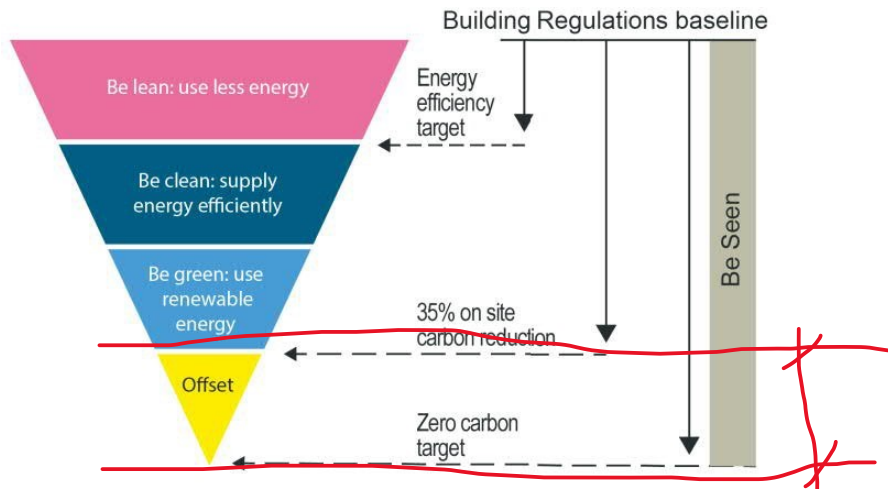 Building Regulations baseline
Be lean: use less energy
Energy
efficiency
target
Be clean: supply
energy efficiently
Be Seen
Be green: use
renewable
energy
35% on site
carbon reduction
Offset
Zero carbon
target